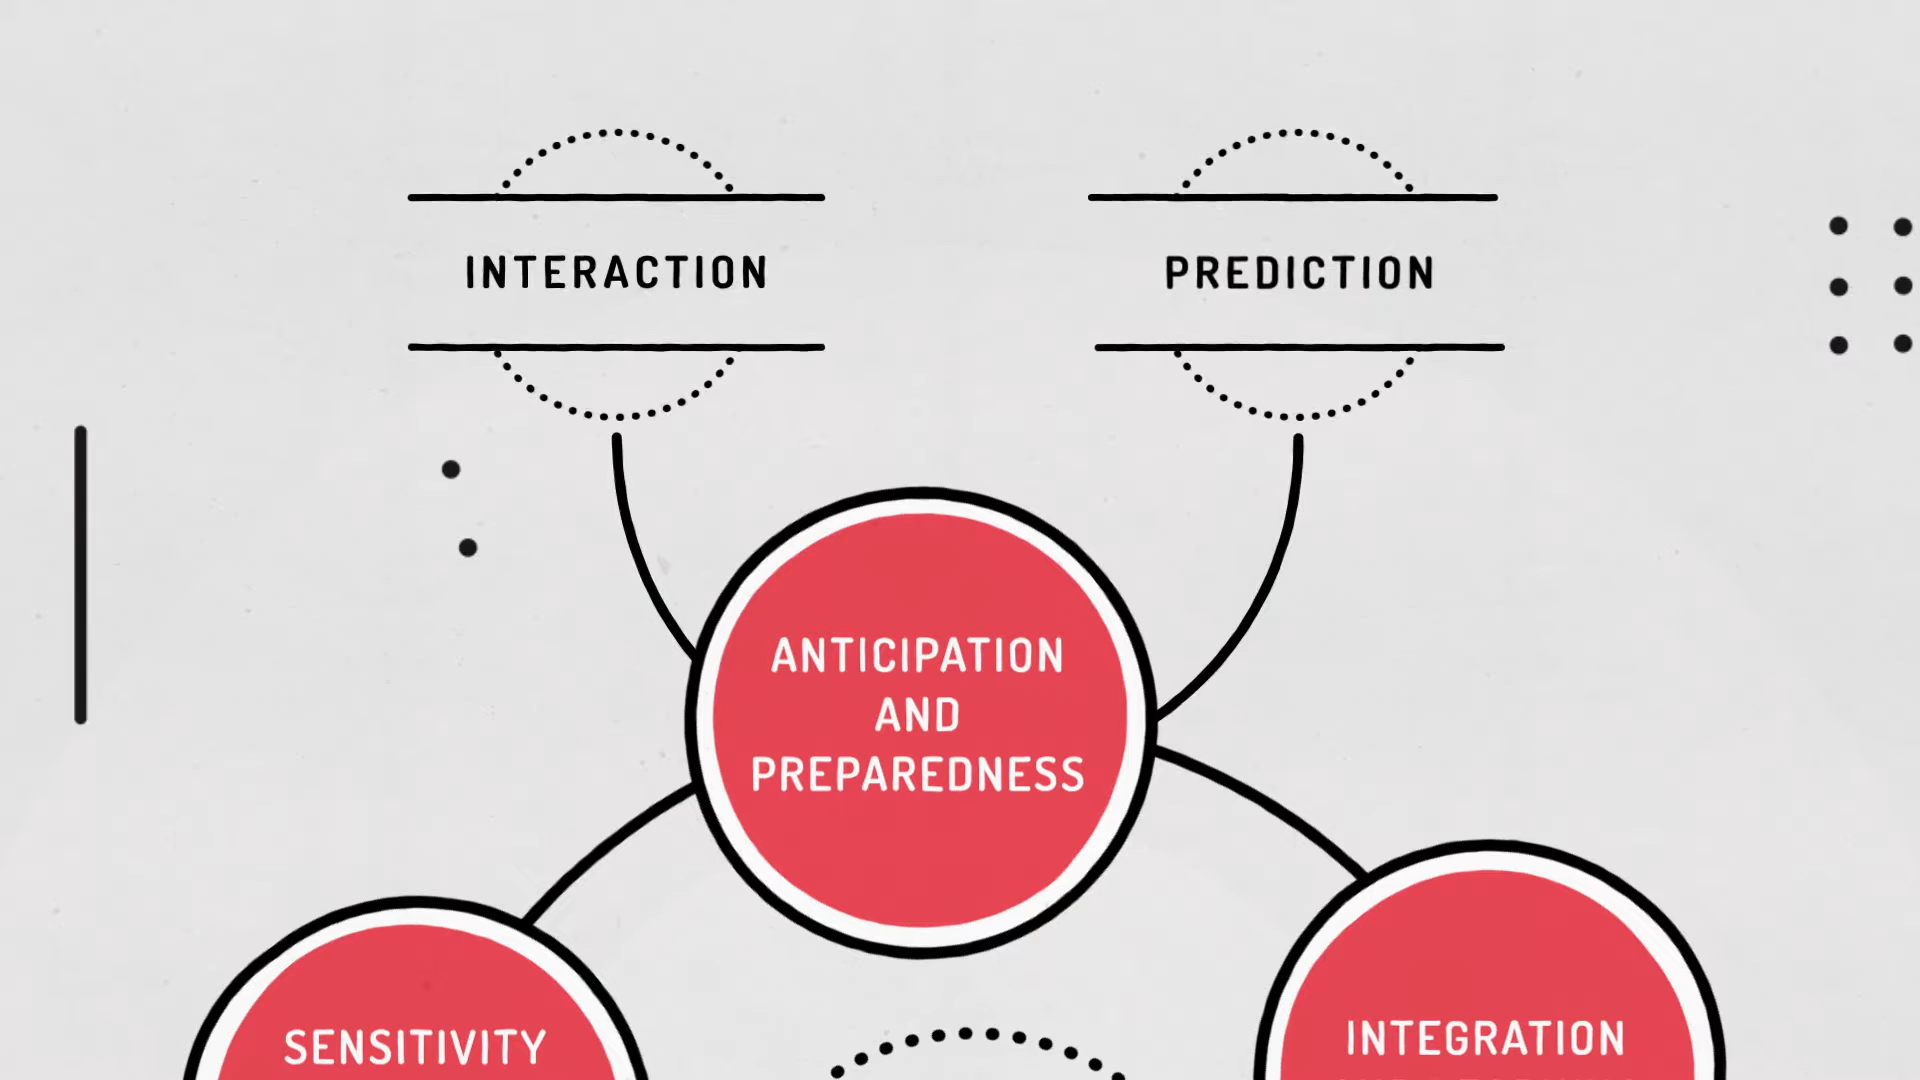 INTERACTION
PREDICTION
ANTICIPATION
AND
PREPAREDNESS
SENSITIVITY
INTEGRATION